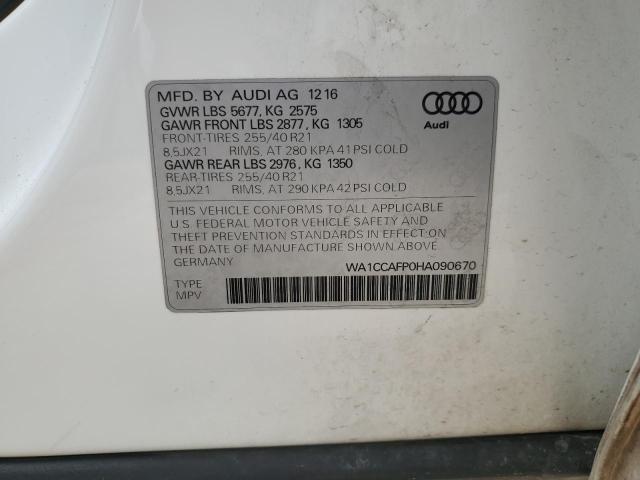 MFD. BY AUDI AG 12 16
GVWR LBS 5677, KG 2575
GAWR FRONT LBS 2877, KG 1305
FRONT-TIRES 255/40 R21
8,5JX21 RIMS, AT 280 KPA 41 PSI COLD
GAWR REAR LBS 2976, KG 1350
REAR-TIRES 255/40 R21
8,5JX21 RIMS, AT 290 KPA 42 PSI COLD
Audi
THIS VEHICLE CONFORMS TO ALL APPLICABLE
U.S. FEDERAL MOTOR VEHICLE SAFETY AND
THEFT PREVENTION STANDARDS IN EFFECT ON
THE DATE OF MANUFACTURE SHOWN ABOVE.
GERMANY WA1CCAFP0HA090670
TYPE
MPV